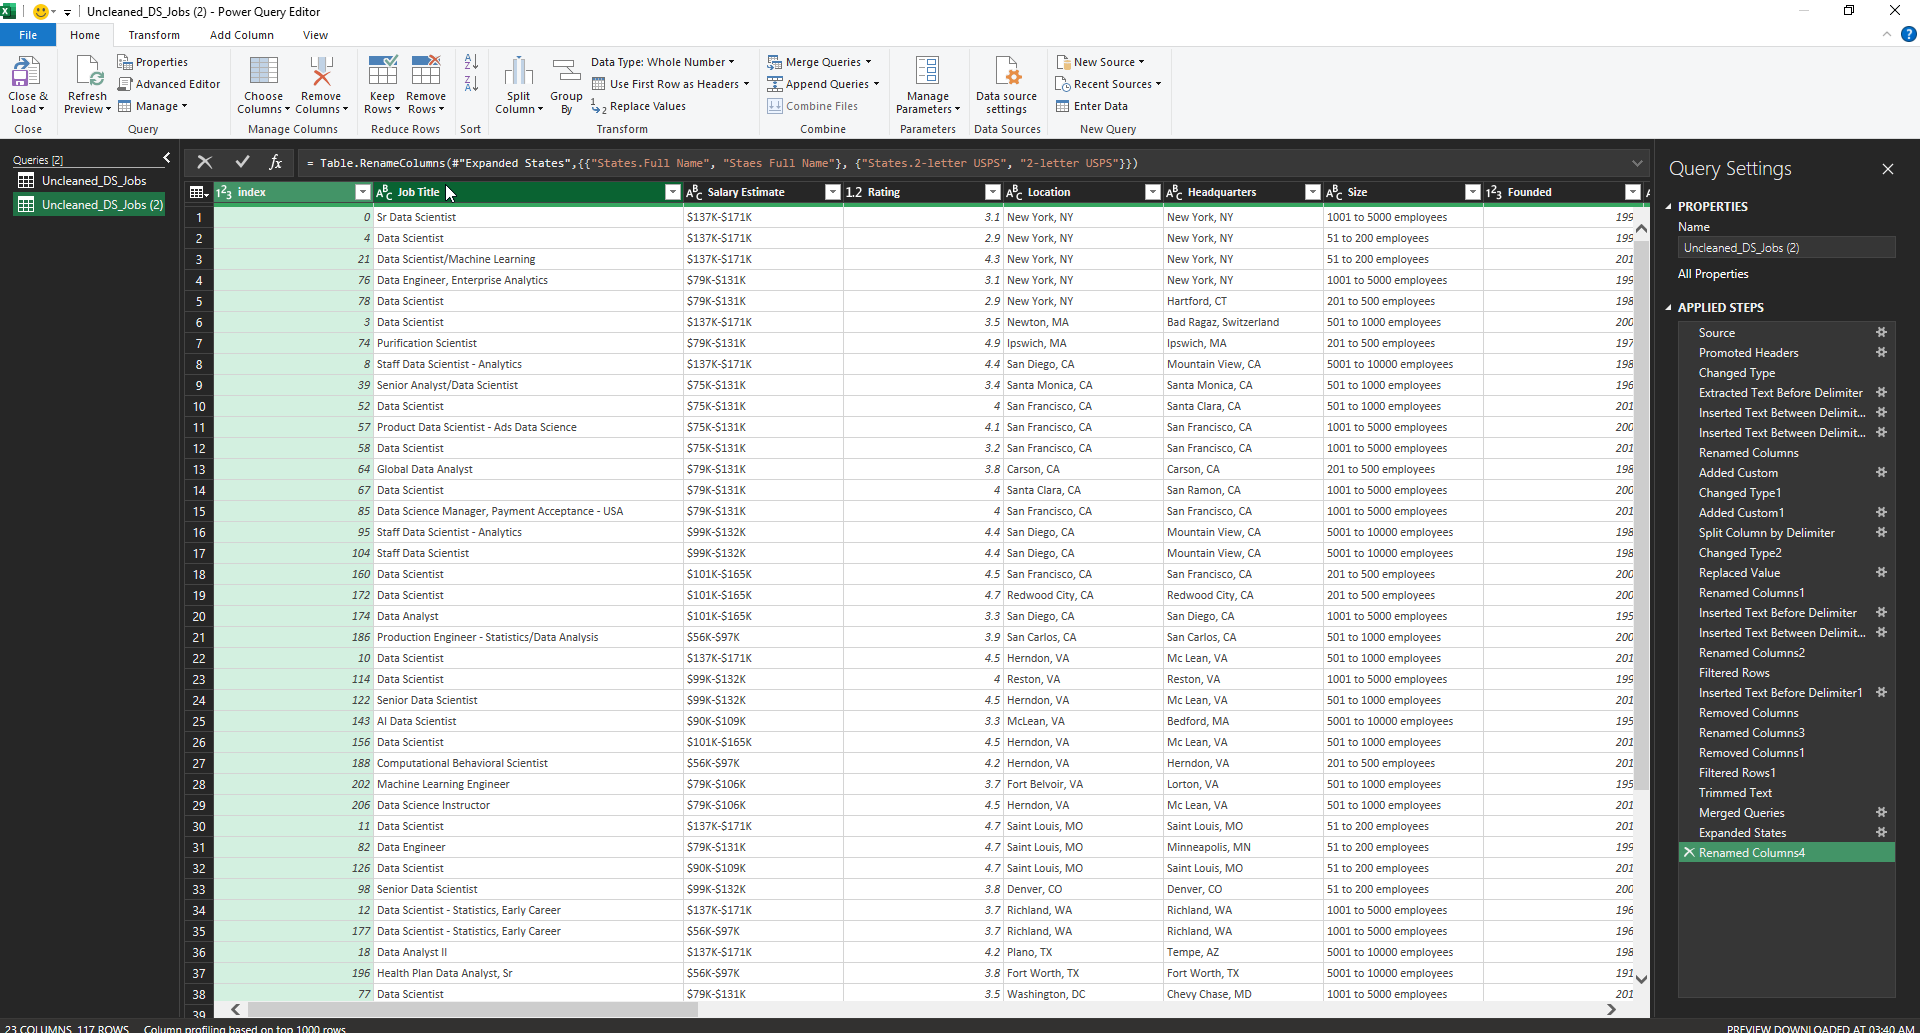 Uncleaned_DS_Jobs (2) - Power Query Editor
File Home Transform Add Column View
Close & Load
Close
Refresh Preview
Properties
Advanced Editor
Manage
Query
Choose Columns
Remove Columns
Manage Columns
Keep Rows
Remove Rows
Reduce Rows
Sort
Split Column
Group By
Data Type: Whole Number
Use First Row as Headers
Replace Values
Transform
Merge Queries
Append Queries
Combine Files
Combine
Manage Parameters
Parameters
Data source settings
Data Sources
New Source
Recent Sources
Enter Data
New Query
Queries [2]
Uncleaned_DS_Jobs
Uncleaned_DS_Jobs (2)
= Table.RenameColumns(#"Expanded States",{{"States.Full Name", "Staes Full Name"}, {"States.2-letter USPS", "2-letter USPS"}})
index Job Title Salary Estimate 1.2 Rating Location Headquarters Size Founded
1 0 Sr Data Scientist $137K-$171K 3.1 New York, NY New York, NY 1001 to 5000 employees 199
2 4 Data Scientist $137K-$171K 2.9 New York, NY New York, NY 51 to 200 employees 199
3 21 Data Scientist/Machine Learning $137K-$171K 4.3 New York, NY New York, NY 51 to 200 employees 201
4 76 Data Engineer, Enterprise Analytics $79K-$131K 3.1 New York, NY New York, NY 1001 to 5000 employees 199
5 78 Data Scientist $79K-$131K 2.9 New York, NY Hartford, CT 201 to 500 employees 198
6 3 Data Scientist $137K-$171K 3.5 Newton, MA Bad Ragaz, Switzerland 501 to 1000 employees 200
7 74 Purification Scientist $79K-$131K 4.9 Ipswich, MA Ipswich, MA 201 to 500 employees 197
8 8 Staff Data Scientist - Analytics $137K-$171K 4.4 San Diego, CA Mountain View, CA 5001 to 10000 employees 198
9 39 Senior Analyst/Data Scientist $75K-$131K 3.4 Santa Monica, CA Santa Monica, CA 501 to 1000 employees 196
10 52 Data Scientist $75K-$131K 4 San Francisco, CA Santa Clara, CA 501 to 1000 employees 201
11 57 Product Data Scientist - Ads Data Science $75K-$131K 4.1 San Francisco, CA San Francisco, CA 1001 to 5000 employees 200
12 58 Data Scientist $75K-$131K 3.2 San Francisco, CA San Francisco, CA 1001 to 5000 employees 201
13 64 Global Data Analyst $79K-$131K 3.8 Carson, CA Carson, CA 201 to 500 employees 198
14 67 Data Scientist $79K-$131K 4 Santa Clara, CA San Ramon, CA 1001 to 5000 employees 200
15 85 Data Science Manager, Payment Acceptance - USA $79K-$131K 4 San Francisco, CA San Francisco, CA 1001 to 5000 employees 201
16 95 Staff Data Scientist - Analytics $99K-$132K 4.4 San Diego, CA Mountain View, CA 5001 to 10000 employees 198
17 104 Staff Data Scientist $99K-$132K 4.4 San Diego, CA Mountain View, CA 5001 to 10000 employees 198
18 160 Data Scientist $101K-$165K 4.5 San Francisco, CA San Francisco, CA 201 to 500 employees 200
19 172 Data Scientist $101K-$165K 4.7 Redwood City, CA Redwood City, CA 201 to 500 employees 200
20 174 Data Analyst $101K-$165K 3.3 San Diego, CA San Diego, CA 1001 to 5000 employees 195
21 186 Production Engineer - Statistics/Data Analysis $56K-$97K 3.9 San Carlos, CA San Carlos, CA 501 to 1000 employees 200
22 10 Data Scientist $137K-$171K 4.5 Herndon, VA Mc Lean, VA 501 to 1000 employees 201
23 114 Data Scientist $99K-$132K 4 Reston, VA Reston, VA 1001 to 5000 employees 199
24 122 Senior Data Scientist $99K-$132K 4.5 Herndon, VA Mc Lean, VA 501 to 1000 employees 201
25 143 AI Data Scientist $90K-$109K 3.3 McLean, VA Bedford, MA 5001 to 10000 employees 195
26 156 Data Scientist $101K-$165K 4.5 Herndon, VA Mc Lean, VA 501 to 1000 employees 201
27 188 Computational Behavioral Scientist $56K-$97K 4.2 Herndon, VA Herndon, VA 201 to 500 employees 201
28 202 Machine Learning Engineer $79K-$106K 3.7 Fort Belvoir, VA Lorton, VA 501 to 1000 employees 195
29 206 Data Science Instructor $79K-$106K 4.5 Herndon, VA Mc Lean, VA 501 to 1000 employees 201
30 11 Data Scientist $137K-$171K 4.7 Saint Louis, MO Saint Louis, MO 51 to 200 employees 201
31 82 Data Engineer $79K-$131K 4.7 Saint Louis, MO Minneapolis, MN 51 to 200 employees 199
32 126 Data Scientist $90K-$109K 4.7 Saint Louis, MO Saint Louis, MO 51 to 200 employees 201
33 98 Senior Data Scientist $99K-$132K 3.8 Denver, CO Denver, CO 51 to 200 employees 200
34 12 Data Scientist - Statistics, Early Career $137K-$171K 3.7 Richland, WA Richland, WA 1001 to 5000 employees 196
35 177 Data Scientist - Statistics, Early Career $56K-$97K 3.7 Richland, WA Richland, WA 1001 to 5000 employees 196
36 18 Data Analyst II $137K-$171K 4.2 Plano, TX Tempe, AZ 5001 to 10000 employees 198
37 196 Health Plan Data Analyst, Sr $56K-$97K 3.8 Fort Worth, TX Fort Worth, TX 5001 to 10000 employees 191
38 77 Data Scientist $79K-$131K 3.5 Washington, DC Chevy Chase, MD 1001 to 5000 employees 201
39
Query Settings
PROPERTIES
Name
Uncleaned_DS_Jobs (2)
All Properties
APPLIED STEPS
Source
Promoted Headers
Changed Type
Extracted Text Before Delimiter
Inserted Text Between Delimit...
Inserted Text Between Delimit...
Renamed Columns
Added Custom
Changed Type1
Added Custom1
Split Column by Delimiter
Changed Type2
Replaced Value
Renamed Columns1
Inserted Text Before Delimiter
Inserted Text Between Delimit...
Renamed Columns2
Filtered Rows
Inserted Text Before Delimiter1
Removed Columns
Renamed Columns3
Removed Columns1
Filtered Rows1
Trimmed Text
Merged Queries
Expanded States
Renamed Columns4
23 COLUMNS, 117 ROWS Column profiling based on top 1000 rows
PREVIEW DOWNLOADED AT 03:40 AM